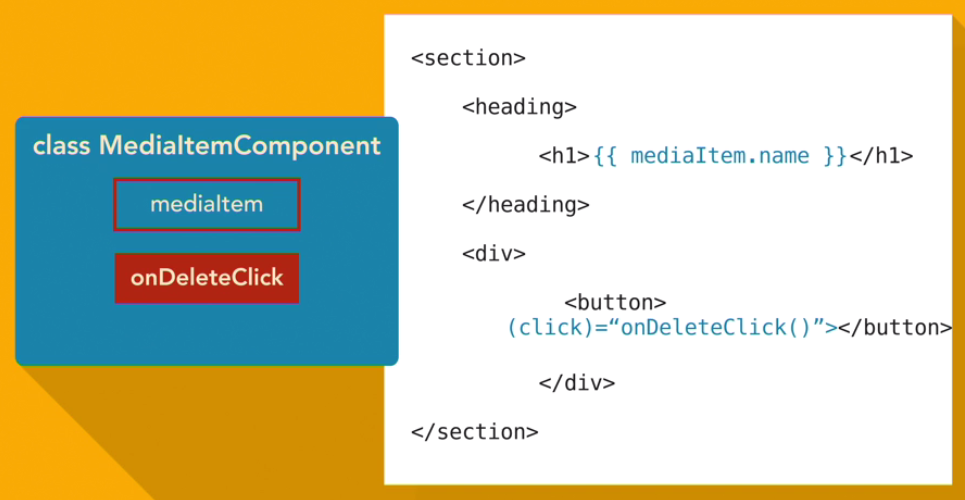 class MediaItemComponent
mediaItem
onDeleteClick
<section>
<heading>
<h1>{{ mediaItem.name }}</h1>
</heading>
<div>
<button>
(click)=“onDeleteClick()”></button>
</div>
</section>